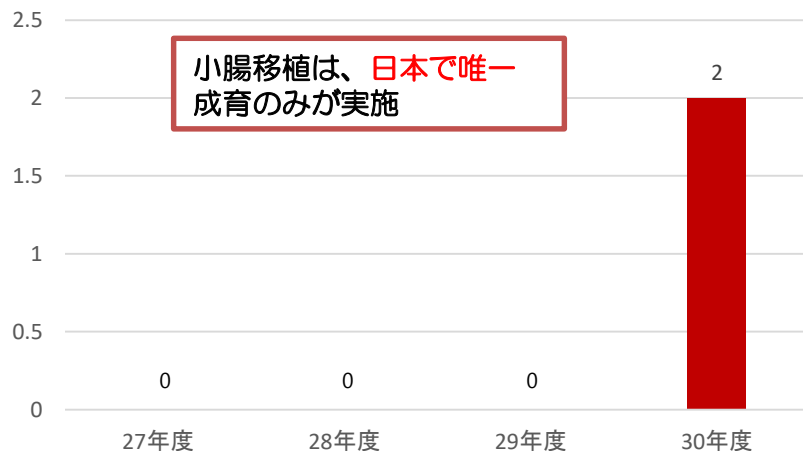 2.5
小腸移植は、日本で唯一
成育のみが実施
2
2
1.5
1
0.5
0
0
0
0
27年度
28年度
29年度
30年度